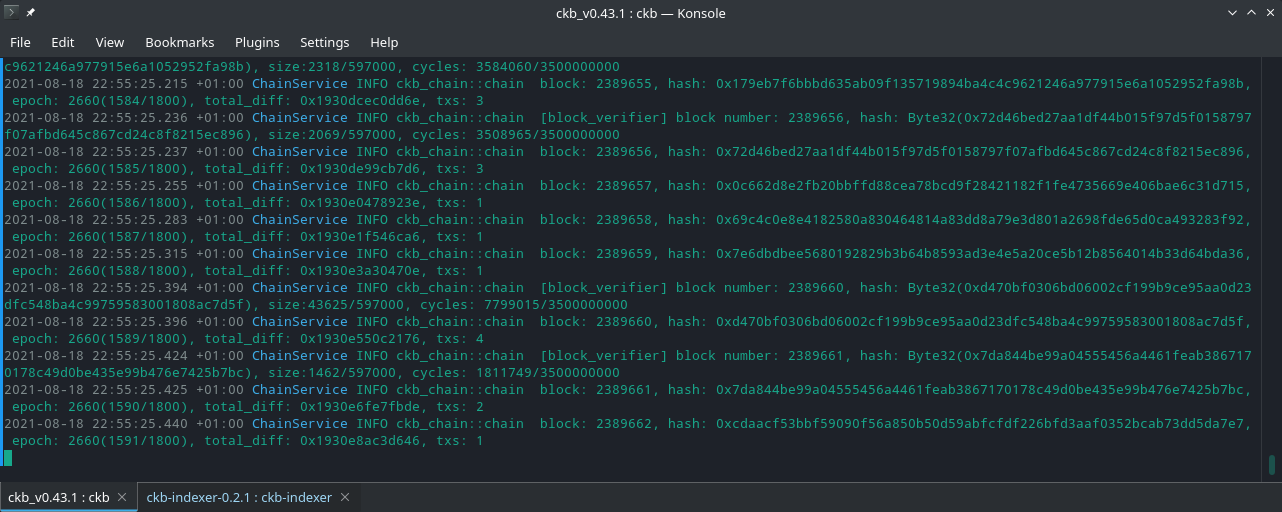 ckb_v0.43.1 : ckb — Konsole
File Edit View Bookmarks Plugins Settings Help
c9621246a977915e6a1052952fa98b), size:2318/597000, cycles: 3584060/3500000000
2021-08-18 22:55:25.215 +01:00 ChainService INFO ckb_chain::chain  block: 2389655, hash: 0x179eb7f6bbbd635ab09f135719894ba4c4c9621246a977915e6a1052952fa98b,
 epoch: 2660(1584/1800), total_diff: 0x1930dcec0dd6e, txs: 3
2021-08-18 22:55:25.236 +01:00 ChainService INFO ckb_chain::chain  [block_verifier] block number: 2389656, hash: Byte32(0x72d46bed27aa1df44b015f97d5f0158797
f07afbd645c867cd24c8f8215ec896), size:2069/597000, cycles: 3508965/3500000000
2021-08-18 22:55:25.237 +01:00 ChainService INFO ckb_chain::chain  block: 2389656, hash: 0x72d46bed27aa1df44b015f97d5f0158797f07afbd645c867cd24c8f8215ec896,
 epoch: 2660(1585/1800), total_diff: 0x1930de99cb7d6, txs: 3
2021-08-18 22:55:25.255 +01:00 ChainService INFO ckb_chain::chain  block: 2389657, hash: 0x0c662d8e2fb20bbffd88cea78bcd9f28421182f1fe4735669e406bae6c31d715,
 epoch: 2660(1586/1800), total_diff: 0x1930e0478923e, txs: 1
2021-08-18 22:55:25.283 +01:00 ChainService INFO ckb_chain::chain  block: 2389658, hash: 0x69c4c0e8e4182580a830464814a83dd8a79e3d801a2698fde65d0ca493283f92,
 epoch: 2660(1587/1800), total_diff: 0x1930e1f546ca6, txs: 1
2021-08-18 22:55:25.315 +01:00 ChainService INFO ckb_chain::chain  block: 2389659, hash: 0x7e6dbdbee5680192829b3b64b8593ad3e4e5a20ce5b12b8564014b33d64bda36,
 epoch: 2660(1588/1800), total_diff: 0x1930e3a30470e, txs: 1
2021-08-18 22:55:25.394 +01:00 ChainService INFO ckb_chain::chain  [block_verifier] block number: 2389660, hash: Byte32(0xd470bf0306bd06002cf199b9ce95aa0d23
dfc548ba4c99759583001808ac7d5f), size:43625/597000, cycles: 7799015/3500000000
2021-08-18 22:55:25.396 +01:00 ChainService INFO ckb_chain::chain  block: 2389660, hash: 0xd470bf0306bd06002cf199b9ce95aa0d23dfc548ba4c99759583001808ac7d5f,
 epoch: 2660(1589/1800), total_diff: 0x1930e550c2176, txs: 4
2021-08-18 22:55:25.424 +01:00 ChainService INFO ckb_chain::chain  [block_verifier] block number: 2389661, hash: Byte32(0x7da844be99a04555456a4461feab386717
0178c49d0be435e99b476e7425b7bc), size:1462/597000, cycles: 1811749/3500000000
2021-08-18 22:55:25.425 +01:00 ChainService INFO ckb_chain::chain  block: 2389661, hash: 0x7da844be99a04555456a4461feab3867170178c49d0be435e99b476e7425b7bc,
 epoch: 2660(1590/1800), total_diff: 0x1930e6fe7fbde, txs: 2
2021-08-18 22:55:25.440 +01:00 ChainService INFO ckb_chain::chain  block: 2389662, hash: 0xcdaacf53bbf59090f56a850b50d59abfcfdf226bfd3aaf0352bcab73dd5da7e7,
 epoch: 2660(1591/1800), total_diff: 0x1930e8ac3d646, txs: 1
ckb_v0.43.1 : ckb ckb-indexer-0.2.1 : ckb-indexer